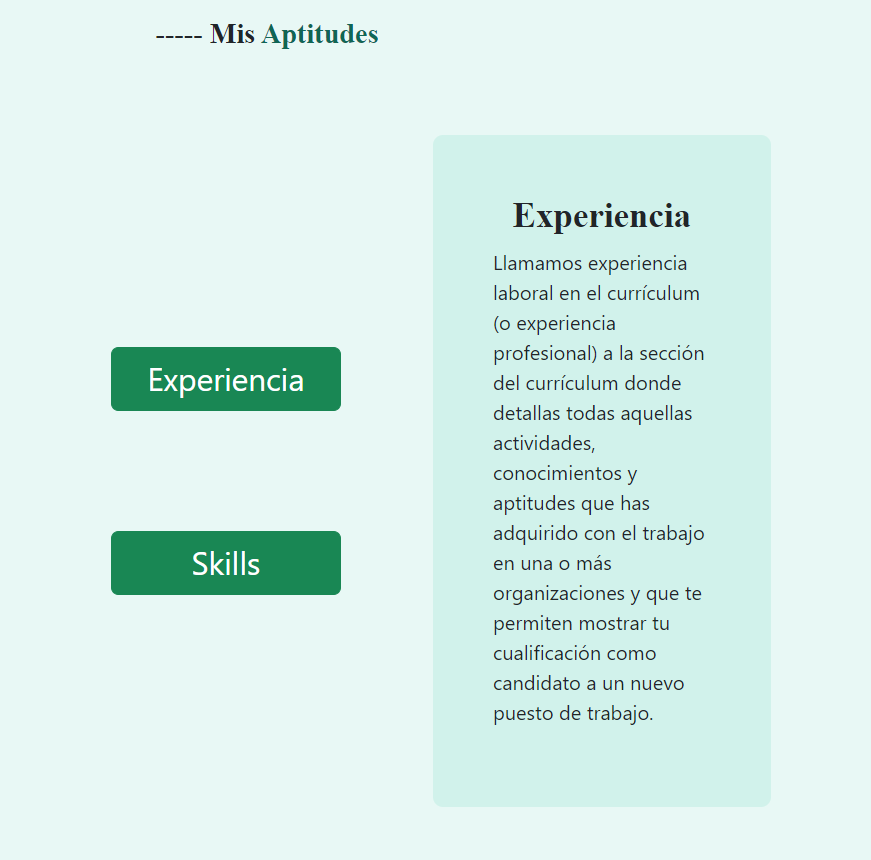 ----- Mis Aptitudes
Experiencia
Skills
Experiencia
Llamamos experiencia
laboral en el currículum
(o experiencia
profesional) a la sección
del currículum donde
detallas todas aquellas
actividades,
conocimientos y
aptitudes que has
adquirido con el trabajo
en una o más
organizaciones y que te
permiten mostrar tu
cualificación como
candidato a un nuevo
puesto de trabajo.